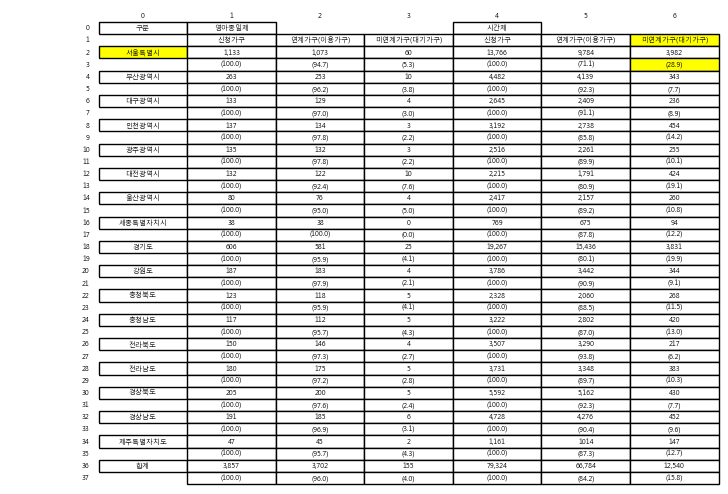 0 1 2 3 4 5 6
0 구분 영아종일제 시간제
1 신청가구 연계가구(이용가구) 미연계가구(대기가구) 신청가구 연계가구(이용가구) 미연계가구(대기가구)
2 서울특별시 1,133 1,073 60 13,766 9,784 3,982
3 (100.0) (94.7) (5.3) (100.0) (71.1) (28.9)
4 부산광역시 263 253 10 4,482 4,139 343
5 (100.0) (96.2) (3.8) (100.0) (92.3) (7.7)
6 대구광역시 133 129 4 2,645 2,409 236
7 (100.0) (97.0) (3.0) (100.0) (91.1) (8.9)
8 인천광역시 137 134 3 3,192 2,738 454
9 (100.0) (97.8) (2.2) (100.0) (85.8) (14.2)
10 광주광역시 135 132 3 2,516 2,261 255
11 (100.0) (97.8) (2.2) (100.0) (89.9) (10.1)
12 대전광역시 132 122 10 2,215 1,791 424
13 (100.0) (92.4) (7.6) (100.0) (80.9) (19.1)
14 울산광역시 80 76 4 2,417 2,157 260
15 (100.0) (95.0) (5.0) (100.0) (89.2) (10.8)
16 세종특별자치시 38 38 0 769 675 94
17 (100.0) (100.0) (0.0) (100.0) (87.8) (12.2)
18 경기도 606 581 25 19,267 15,436 3,831
19 (100.0) (95.9) (4.1) (100.0) (80.1) (19.9)
20 강원도 187 183 4 3,786 3,442 344
21 (100.0) (97.9) (2.1) (100.0) (90.9) (9.1)
22 충청북도 123 118 5 2,328 2,060 268
23 (100.0) (95.9) (4.1) (100.0) (88.5) (11.5)
24 충청남도 117 112 5 3,222 2,802 420
25 (100.0) (95.7) (4.3) (100.0) (87.0) (13.0)
26 전라북도 150 146 4 3,507 3,290 217
27 (100.0) (97.3) (2.7) (100.0) (93.8) (6.2)
28 전라남도 180 175 5 3,731 3,348 383
29 (100.0) (97.2) (2.8) (100.0) (89.7) (10.3)
30 경상북도 205 200 5 5,592 5,162 430
31 (100.0) (97.6) (2.4) (100.0) (92.3) (7.7)
32 경상남도 191 185 6 4,728 4,276 452
33 (100.0) (96.9) (3.1) (100.0) (90.4) (9.6)
34 제주특별자치도 47 45 2 1,161 1014 147
35 (100.0) (95.7) (4.3) (100.0) (87.3) (12.7)
36 합계 3,857 3,702 155 79,324 66,784 12,540
37 (100.0) (96.0) (4.0) (100.0) (84.2) (15.8)